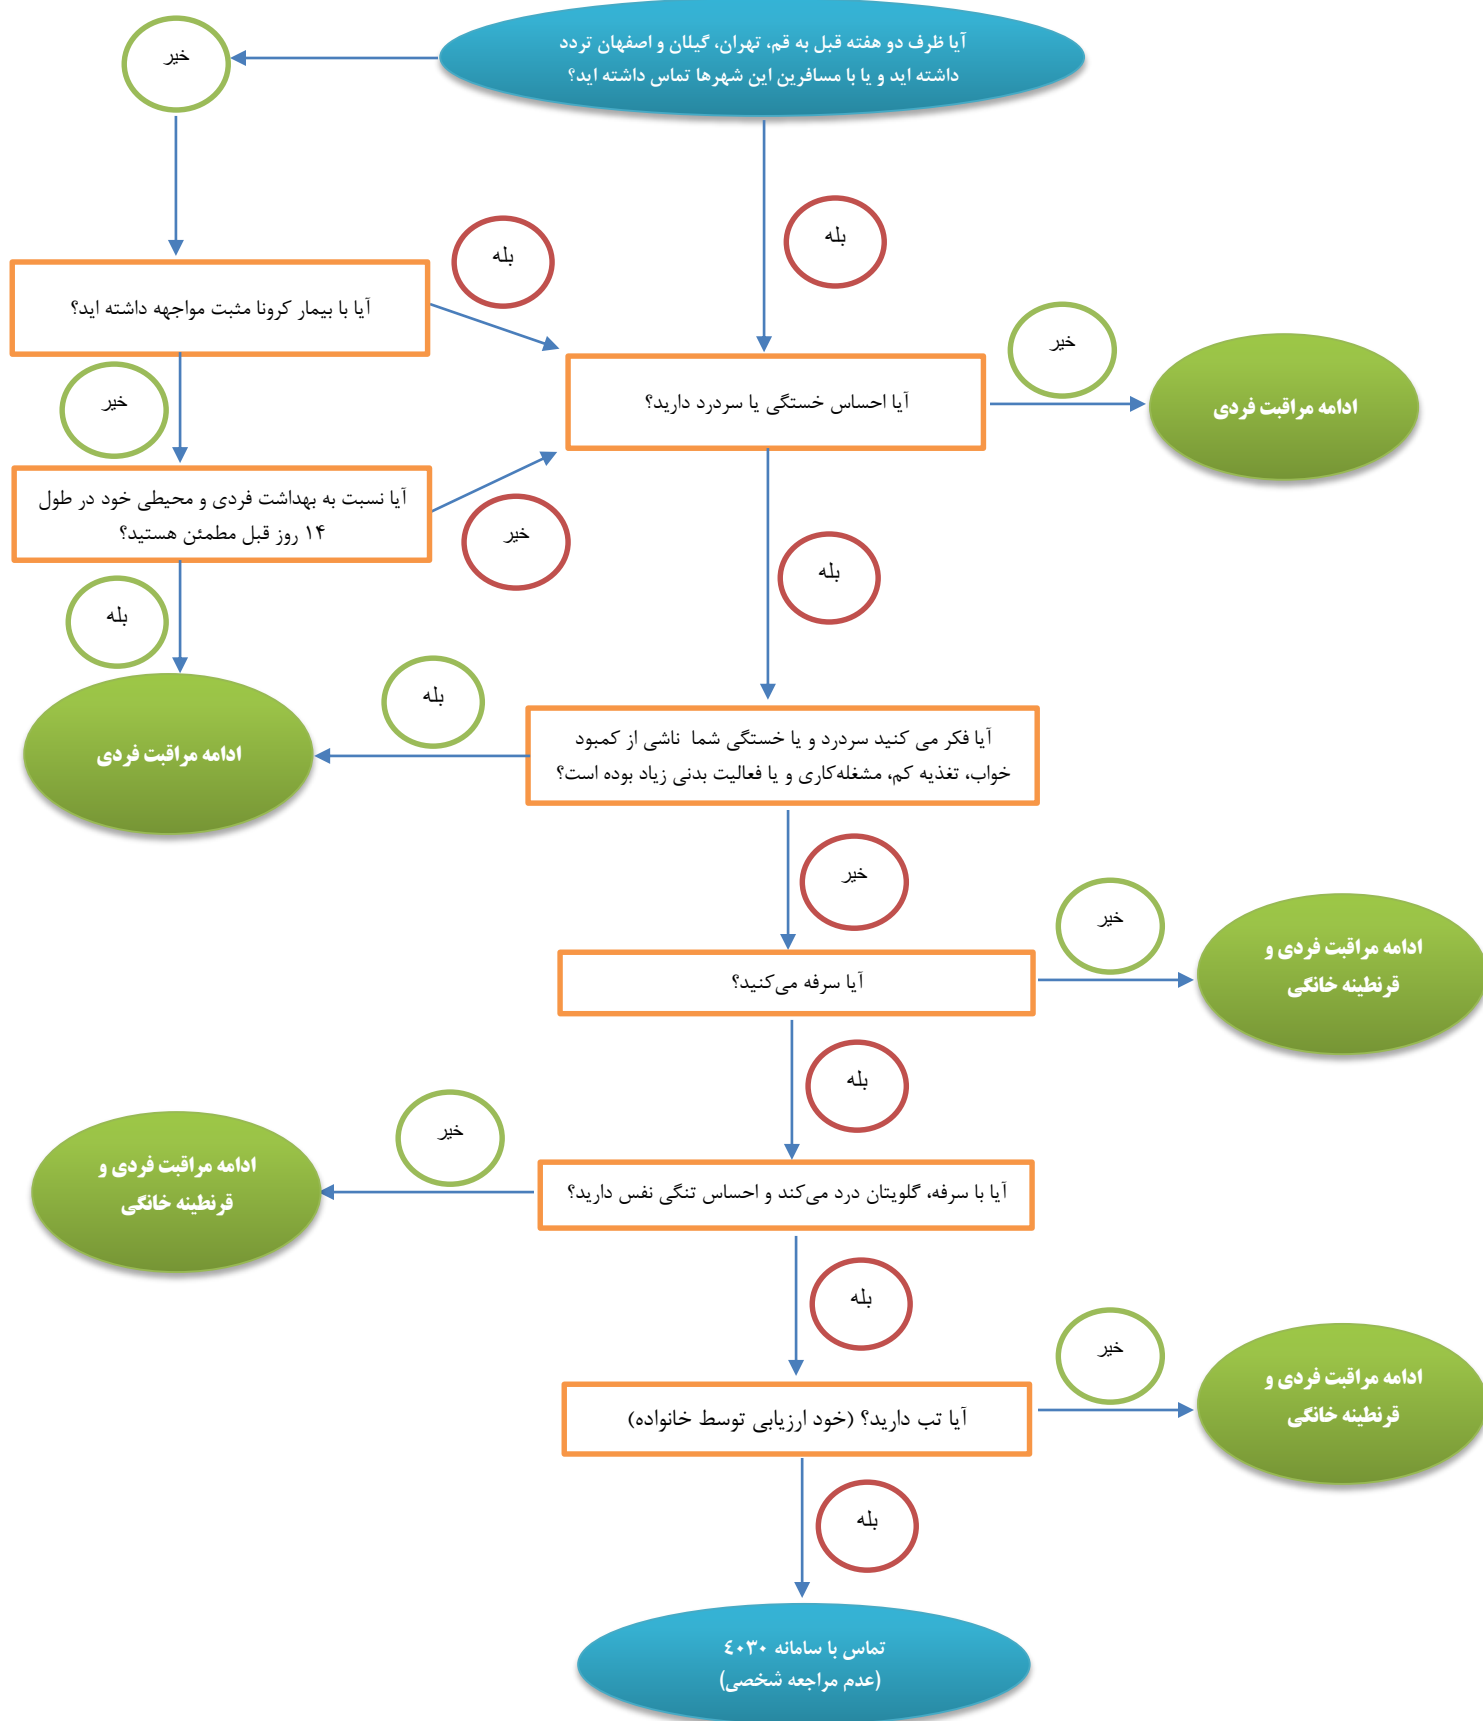 آیا ظرف دو هفته قبل به قم، تهران، گیلان و اصفهان تردد
داشته اید و یا با مسافرین این شهرها تماس داشته اید؟
خیر
بله
بله
آیا با بیمار کرونا مثبت مواجهه داشته اید؟
خیر
آیا احساس خستگی یا سردرد دارید؟
خیر
ادامه مراقبت فردی
آیا نسبت به بهداشت فردی و محیطی خود در طول
۱۴ روز قبل مطمئن هستید؟
خیر
بله
بله
ادامه مراقبت فردی
بله
آیا فکر می کنید سردرد و یا خستگی شما ناشی از کمبود
خواب، تغذیه کم، مشغله‌کاری و یا فعالیت بدنی زیاد بوده است؟
خیر
خیر
آیا سرفه می‌کنید؟
ادامه مراقبت فردی و
قرنطینه خانگی
بله
خیر
آیا با سرفه، گلویتان درد می‌کند و احساس تنگی نفس دارید؟
ادامه مراقبت فردی و
قرنطینه خانگی
بله
خیر
آیا تب دارید؟ (خود ارزیابی توسط خانواده)
ادامه مراقبت فردی و
قرنطینه خانگی
بله
تماس با سامانه ٤٠٣٠
(عدم مراجعه شخصی)